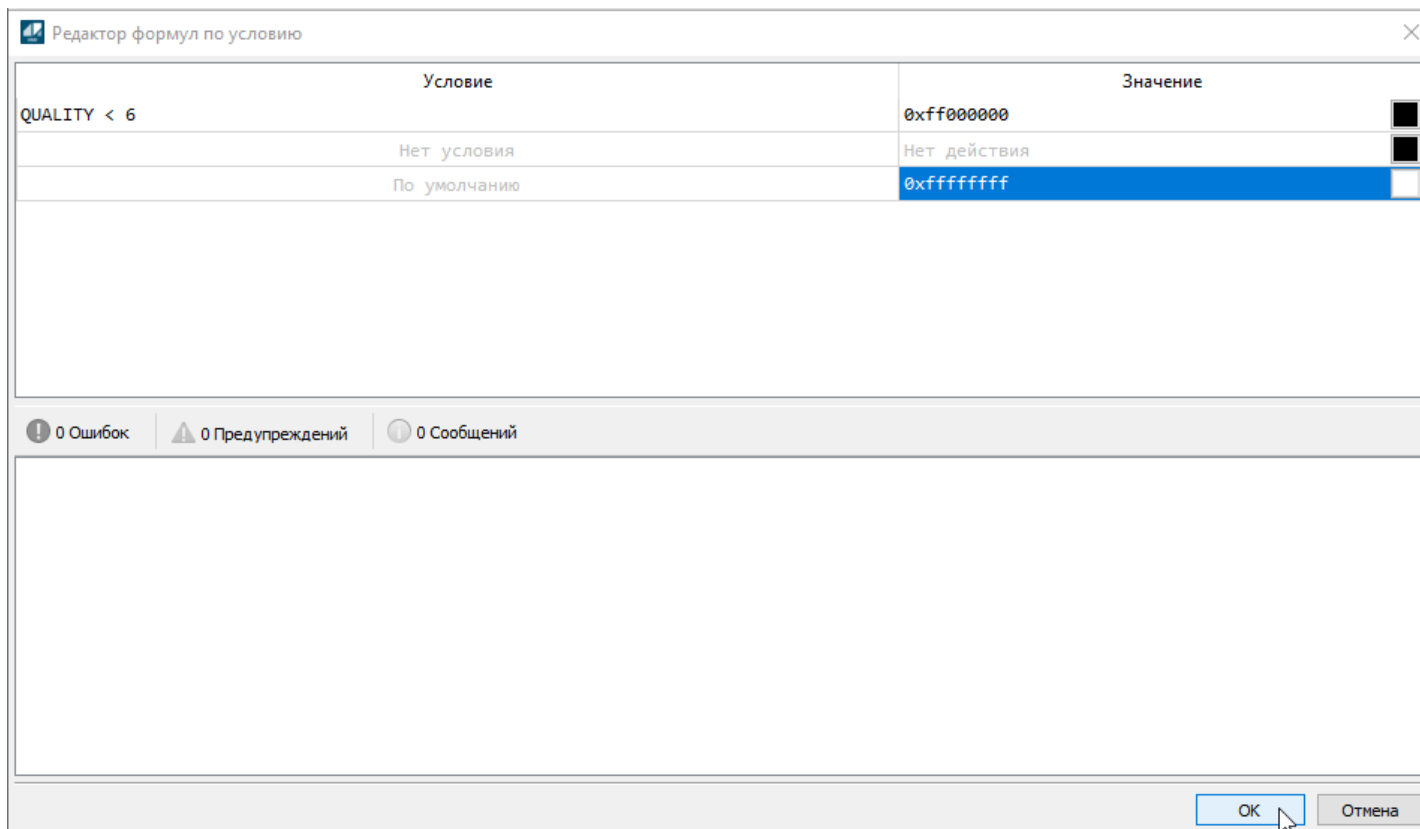 Редактор формул по условию
Условие Значение
QUALITY < 6 0xff000000
Нет условия Нет действия
По умолчанию 0xffffffff
0 Ошибок 0 Предупреждений 0 Сообщений
OK Отмена